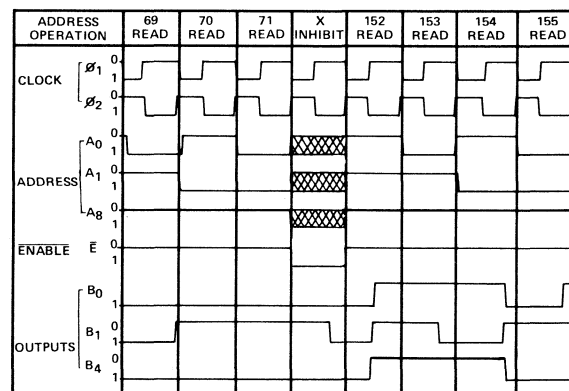 ADDRESS OPERATION 69 READ 70 READ 71 READ X INHIBIT 152 READ 153 READ 154 READ 155 READ
CLOCK
Ø1 0 1
Ø2 0 1
ADDRESS
A0 0 1
A1 0 1
A8 0 1
ENABLE E̅ 0 1
OUTPUTS
B0 1
B1 0 1
B4 0 1